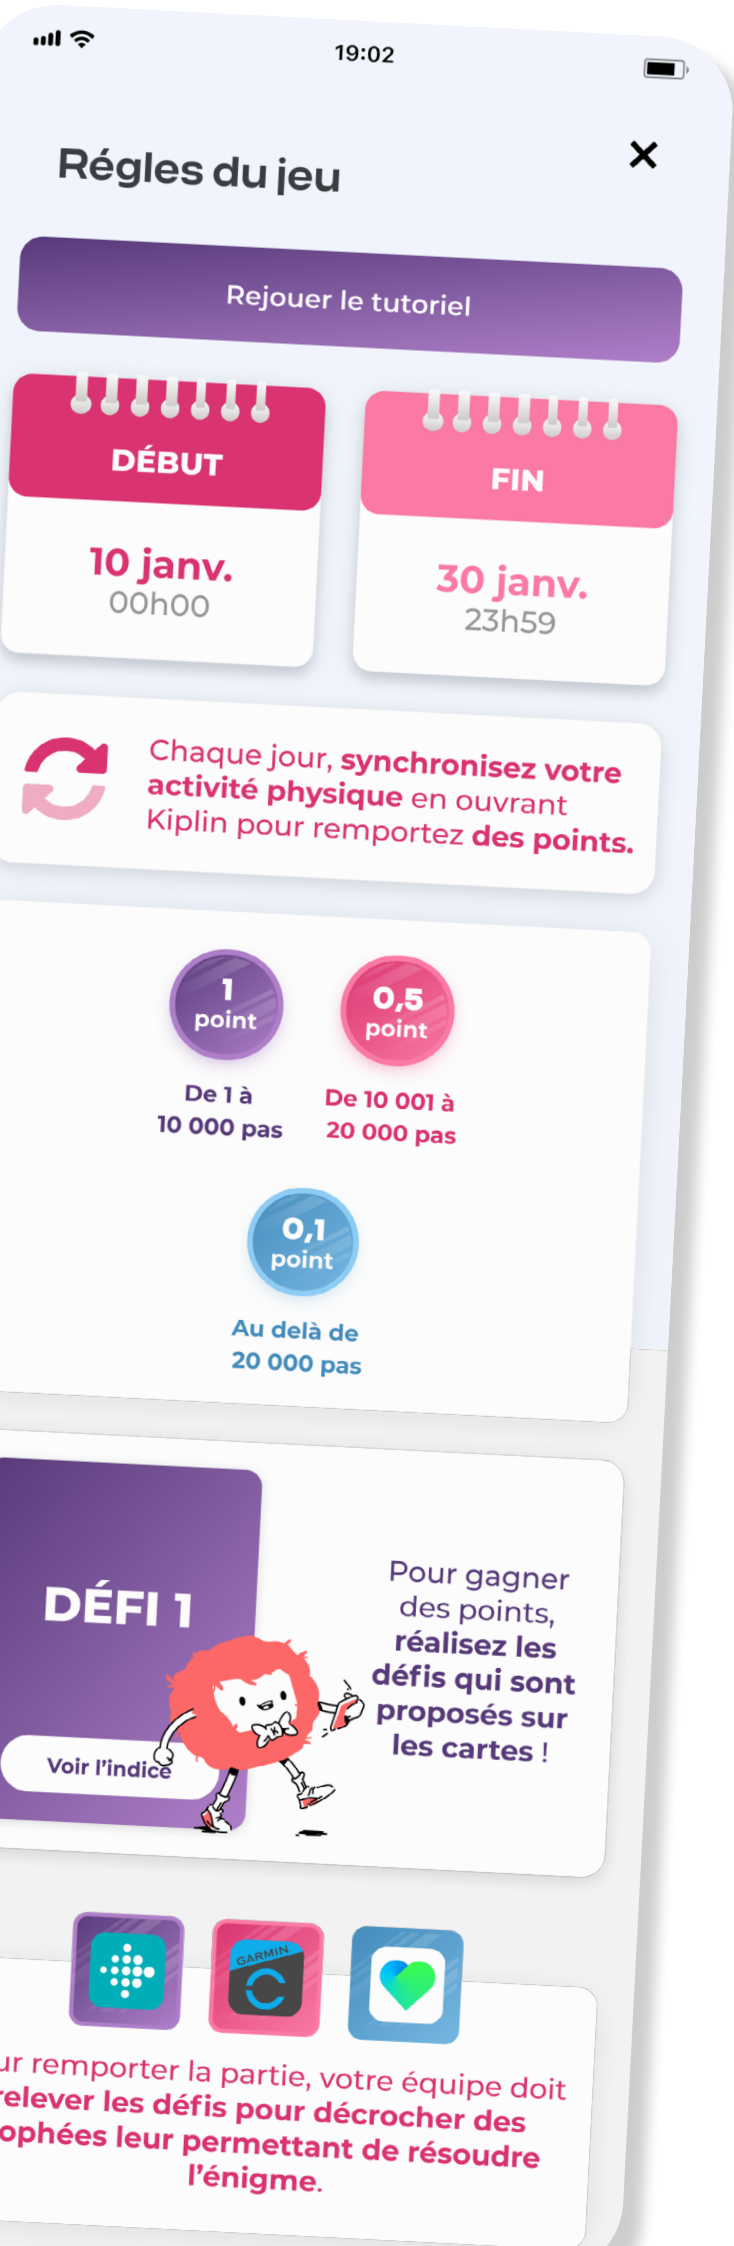 19:02
Régles du jeu
Rejouer le tutoriel
DÉBUT
10 janv.
00h00
FIN
30 janv.
23h59
Chaque jour, synchronisez votre
activité physique en ouvrant
Kiplin pour remportez des points.
1
point
De 1 à
10 000 pas
0,5
point
De 10 001 à
20 000 pas
0,1
point
Au delà de
20 000 pas
DÉFI 1
Voir l'indice
K
Pour gagner
des points,
réalisez les
défis qui sont
proposés sur
les cartes !
GARMIN
ur remporter la partie, votre équipe doit
relever les défis pour décrocher des
ophées leur permettant de résoudre
l'énigme.